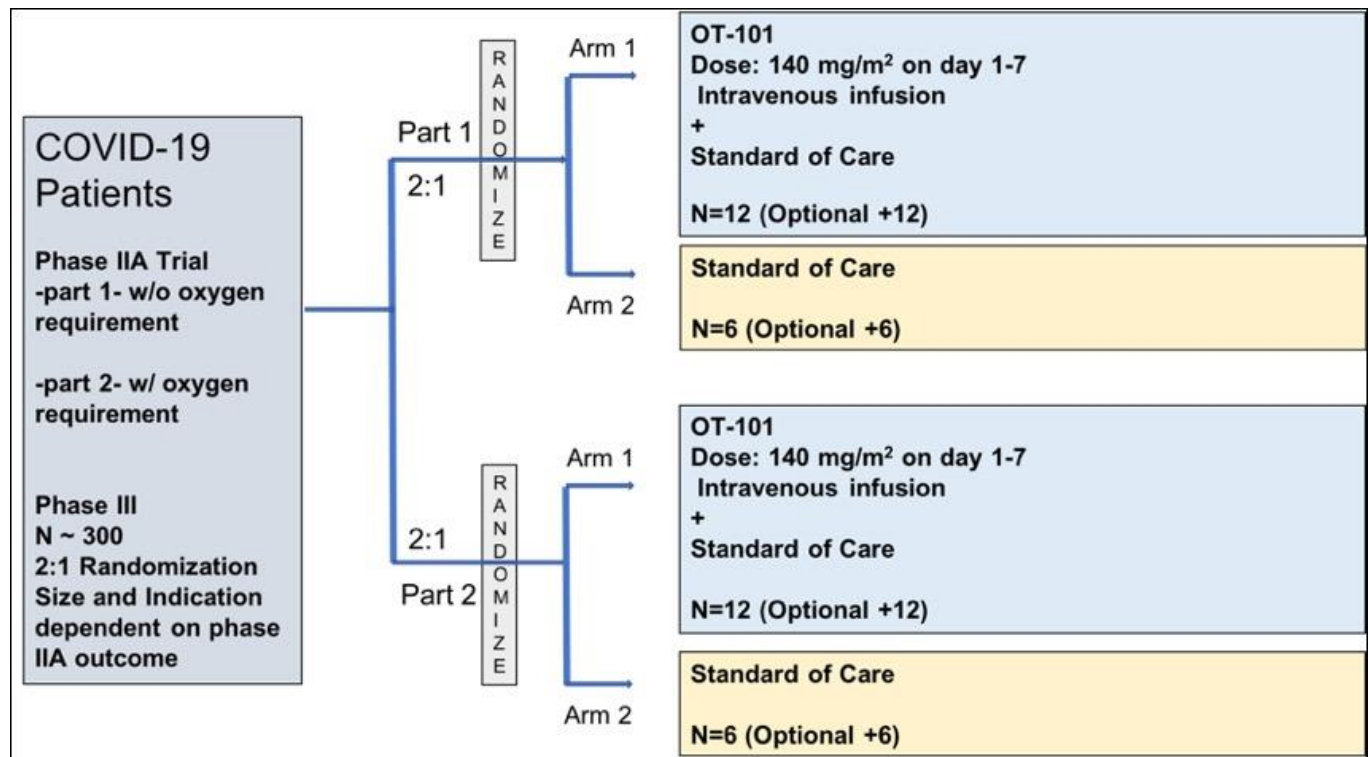 COVID-19
Patients
Phase IIA Trial
-part 1- w/o oxygen
requirement
-part 2- w/ oxygen
requirement
Phase III
N ~ 300
2:1 Randomization
Size and Indication
dependent on phase
IIA outcome
Part 1
2:1
RANDOMIZE
Arm 1
OT-101
Dose: 140 mg/m² on day 1-7
Intravenous infusion
+
Standard of Care
N=12 (Optional +12)
Arm 2
Standard of Care
N=6 (Optional +6)
2:1
Part 2
RANDOMIZE
Arm 1
OT-101
Dose: 140 mg/m² on day 1-7
Intravenous infusion
+
Standard of Care
N=12 (Optional +12)
Arm 2
Standard of Care
N=6 (Optional +6)